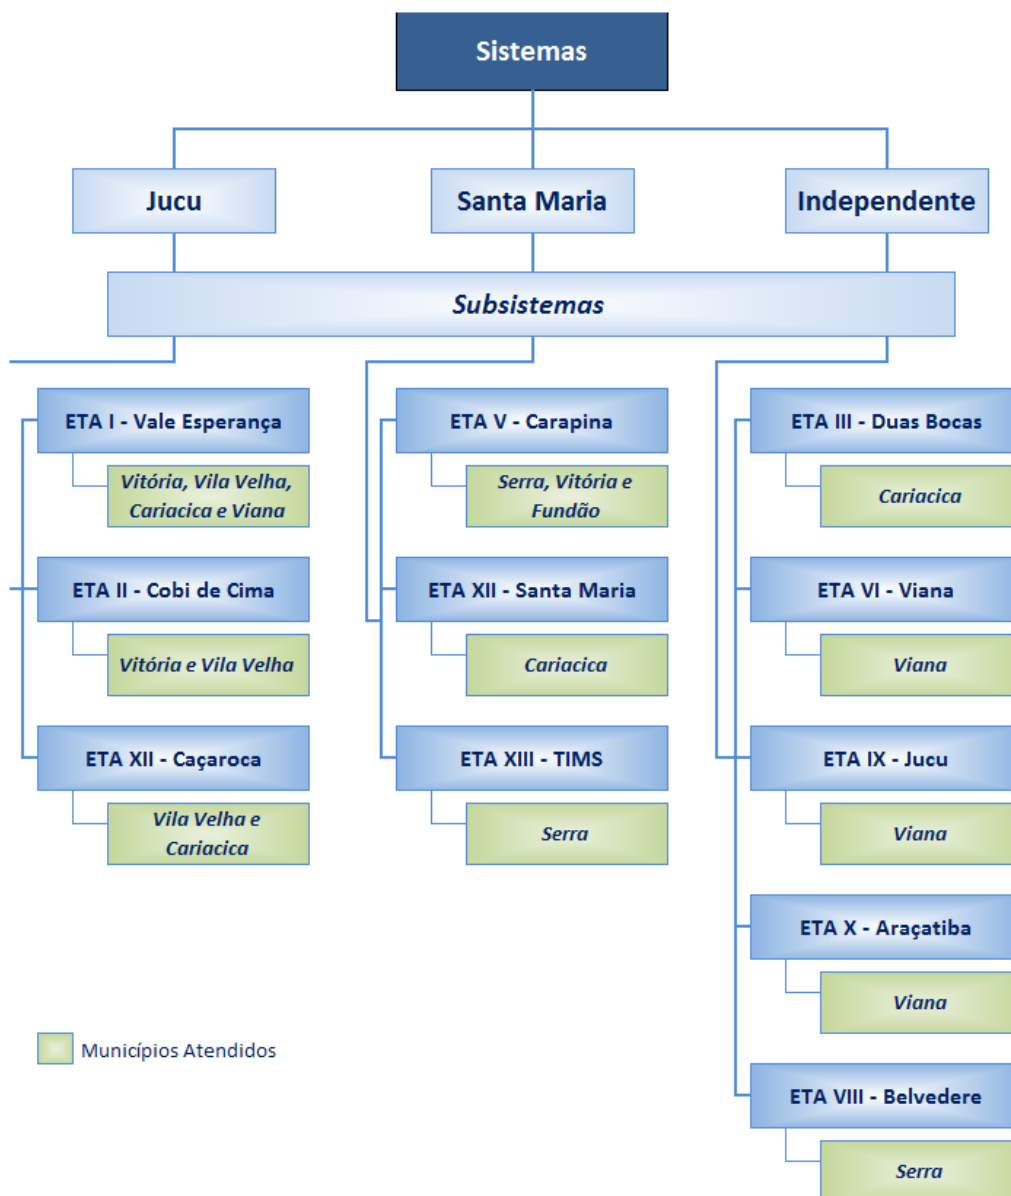 Sistemas
Jucu
Santa Maria
Independente
Subsistemas
ETA I - Vale Esperança
Vitória, Vila Velha,
Cariacica e Viana
ETA II - Cobi de Cima
Vitória e Vila Velha
ETA XII - Caçaroca
Vila Velha e
Cariacica
ETA V - Carapina
Serra, Vitória e
Fundão
ETA XII - Santa Maria
Cariacica
ETA XIII - TIMS
Serra
ETA III - Duas Bocas
Cariacica
ETA VI - Viana
Viana
ETA IX - Jucu
Viana
ETA X - Araçatiba
Viana
ETA VIII - Belvedere
Serra
Municípios Atendidos